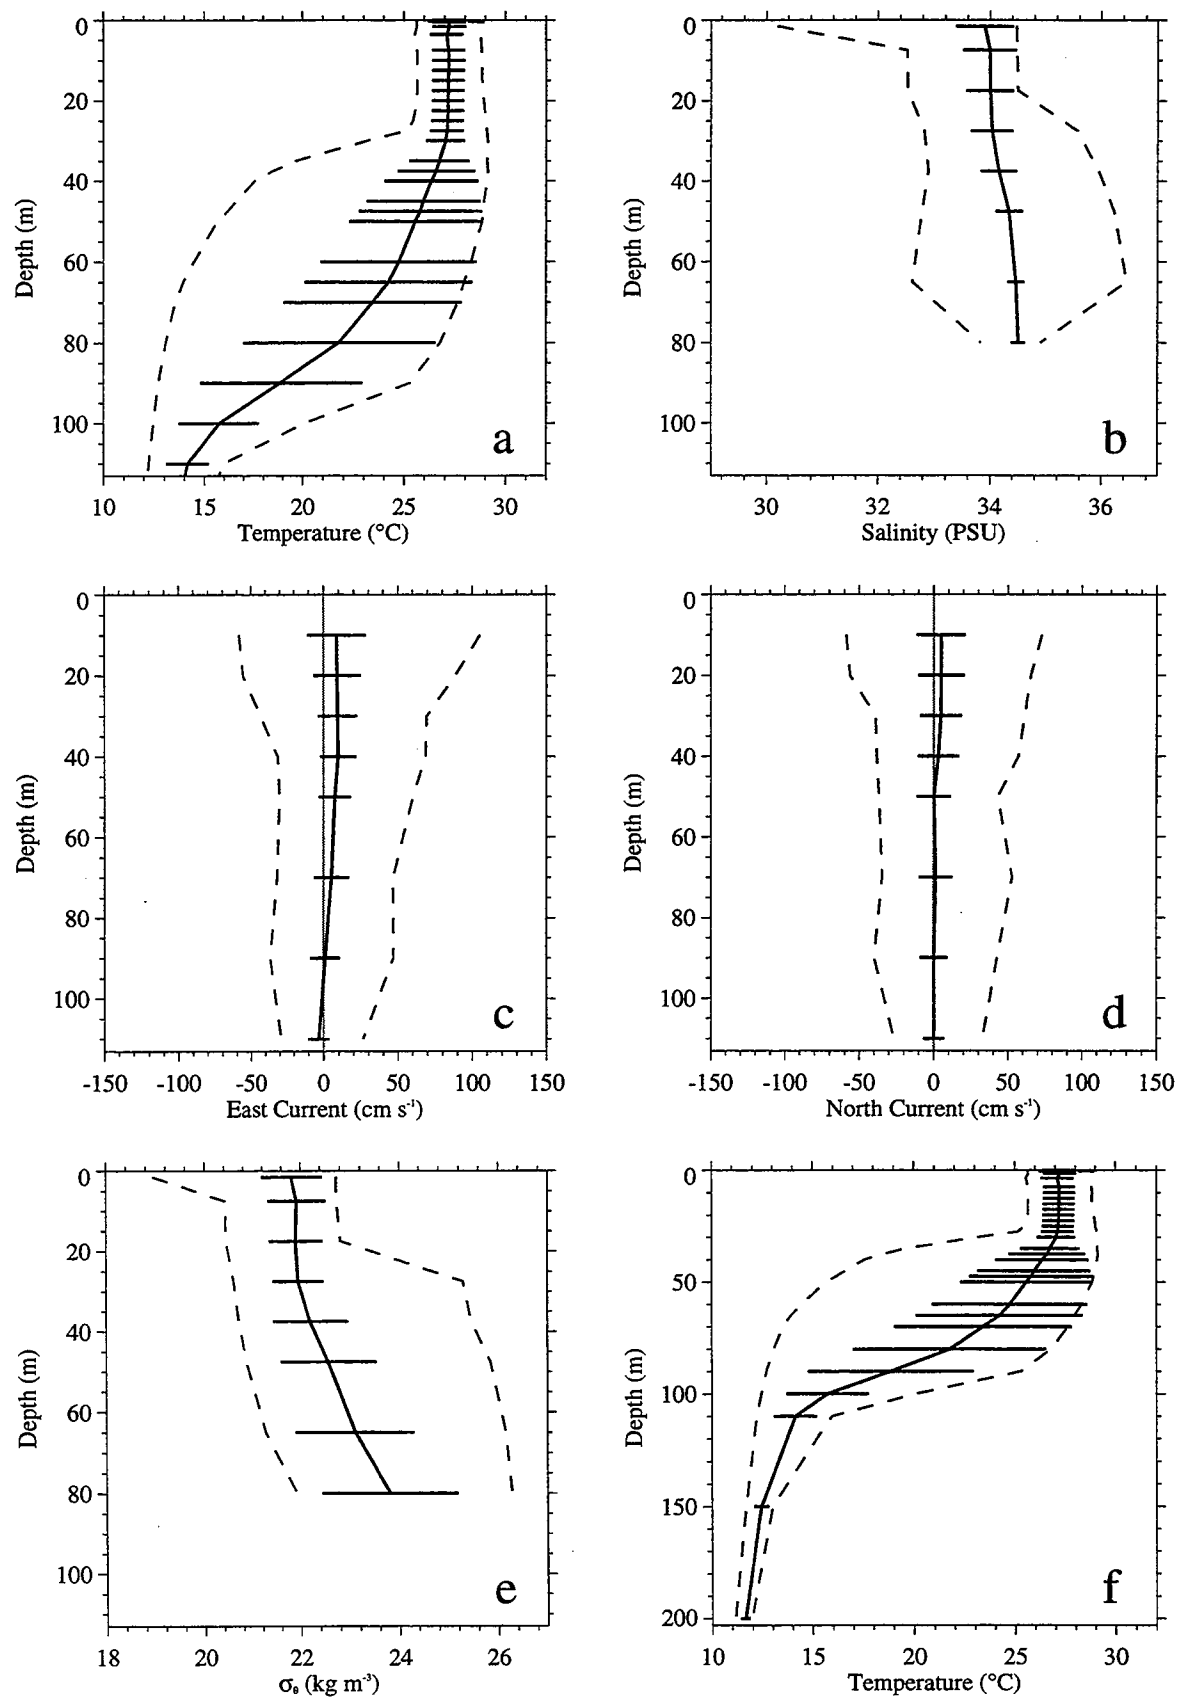 0
20
40
60
80
100
Depth (m)
a
10 15 20 25 30
Temperature (°C)
0
20
40
60
80
100
Depth (m)
b
30 32 34 36
Salinity (PSU)
0
20
40
60
80
100
Depth (m)
c
-150 -100 -50 0 50 100 150
East Current (cm s⁻¹)
0
20
40
60
80
100
Depth (m)
d
-150 -100 -50 0 50 100 150
North Current (cm s⁻¹)
0
20
40
60
80
100
Depth (m)
e
18 20 22 24 26
σθ (kg m⁻³)
0
50
100
150
200
Depth (m)
f
10 15 20 25 30
Temperature (°C)